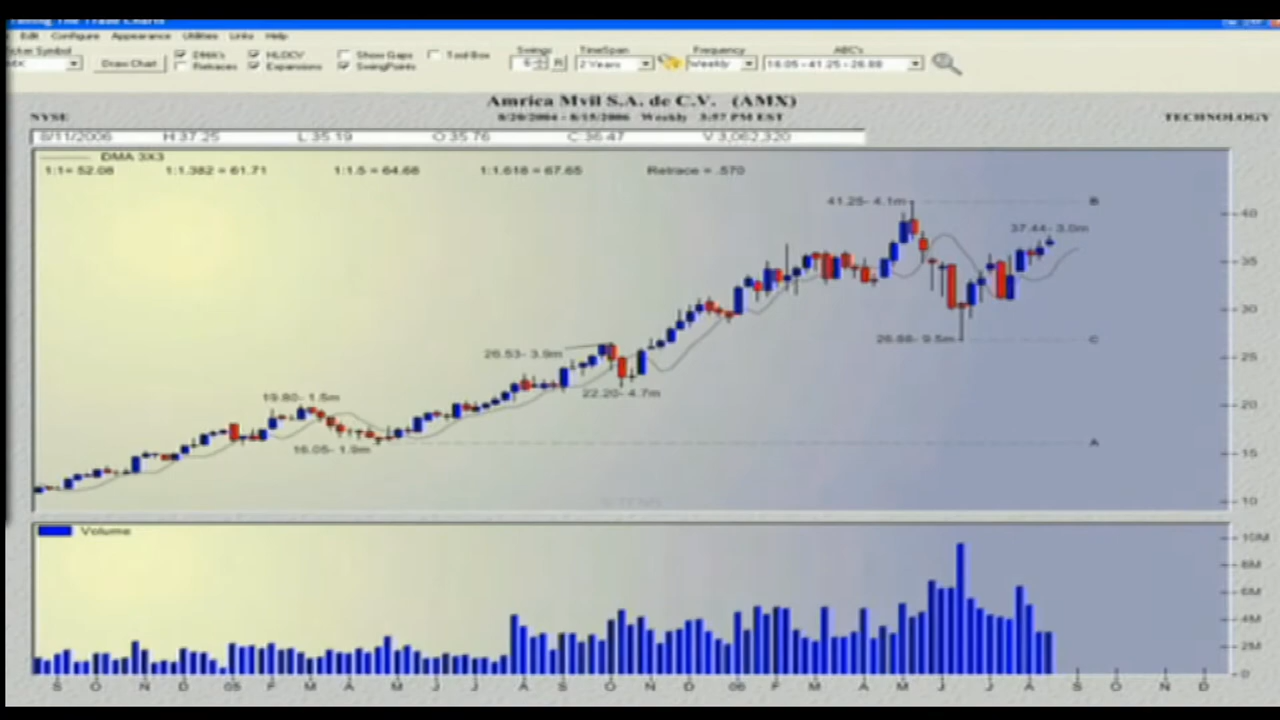 Edit Configure Appearance Utilities Links Help
Ticker Symbol
Draw Chart
DMA's
HLOCV
Show Gaps
Tool Box
Retraces
Expansions
SwingPoints
Swings
6
R
TimeSpan
2 Years
Frequency
Weekly
ABC's
16.05 - 41.25 - 26.88
Amrica Mvil S.A. de C.V. (AMX)
NYSE
8/20/2004 - 8/15/2006 Weekly 3:57 PM EST
TECHNOLOGY
8/11/2006 H 37.25 L 35.19 O 35.76 C 36.47 V 3,062,320
DMA 3X3
1:1= 52.08 1:1.382 = 61.71 1:1.5 = 64.68 1:1.618 = 67.65 Retrace = .570
41.25- 4.1m
B
40
37.44- 3.0m
35
30
26.88- 9.5m
C
26.53- 3.9m
25
22.20- 4.7m
19.80- 1.5m
20
16.05- 1.9m
A
15
10
Volume
10M
8M
6M
4M
2M
0
S O N D 05 F M A M J J A S O N D 06 F M A M J J A S O N D